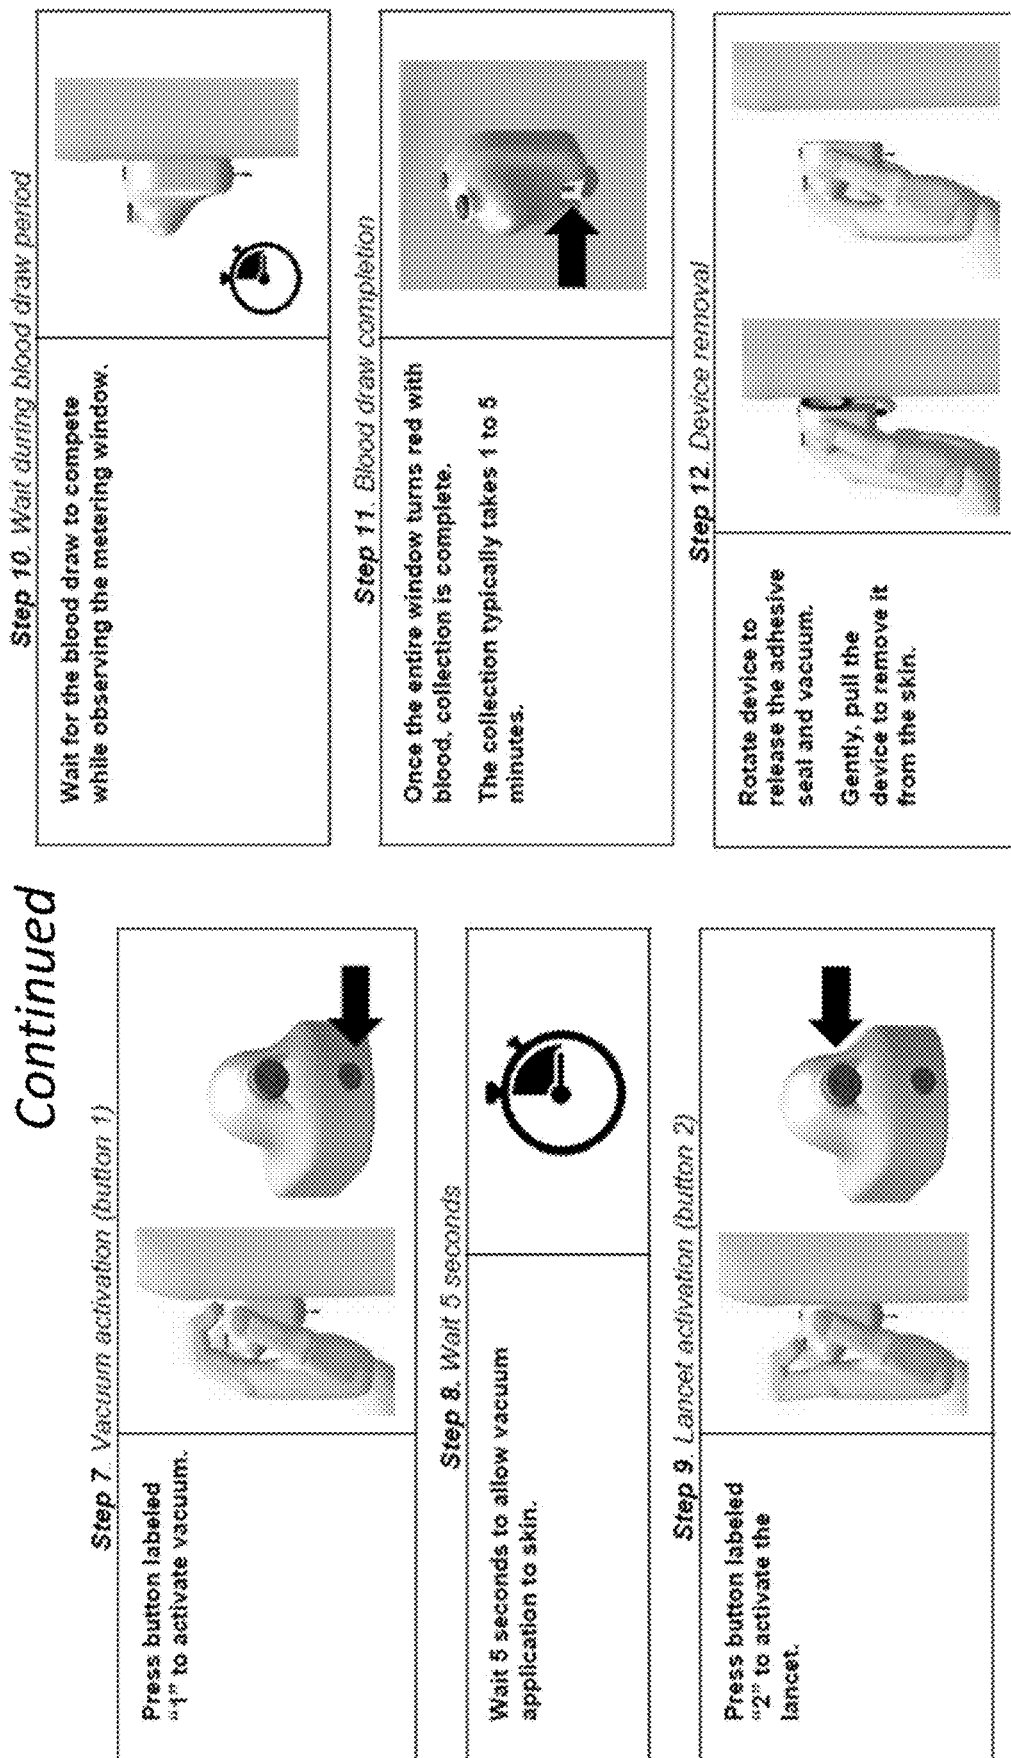 Continued
Step 7. Vacuum activation (button 1)
Press button labeled
“1” to activate vacuum.
Step 8. Wait 5 seconds
Wait 5 seconds to allow vacuum
application to skin.
Step 9. Lancet activation (button 2)
Press button labeled
“2” to activate the
lancet.
Step 10. Wait during blood draw period
Wait for the blood draw to compete
while observing the metering window.
Step 11. Blood draw completion
Once the entire window turns red with
blood, collection is complete.
The collection typically takes 1 to 5
minutes.
Step 12. Device removal
Rotate device to
release the adhesive
seal and vacuum.
Gently, pull the
device to remove it
from the skin.